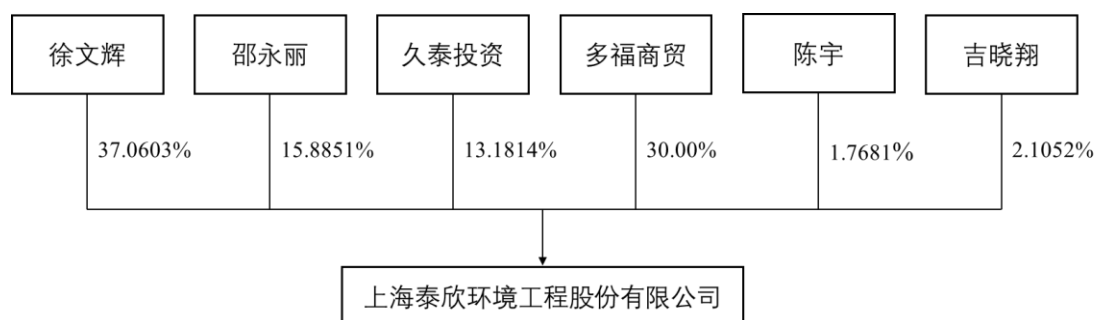 徐文辉
邵永丽
久泰投资
多福商贸
陈宇
吉晓翔
37.0603%
15.8851%
13.1814%
30.00%
1.7681%
2.1052%
上海泰欣环境工程股份有限公司